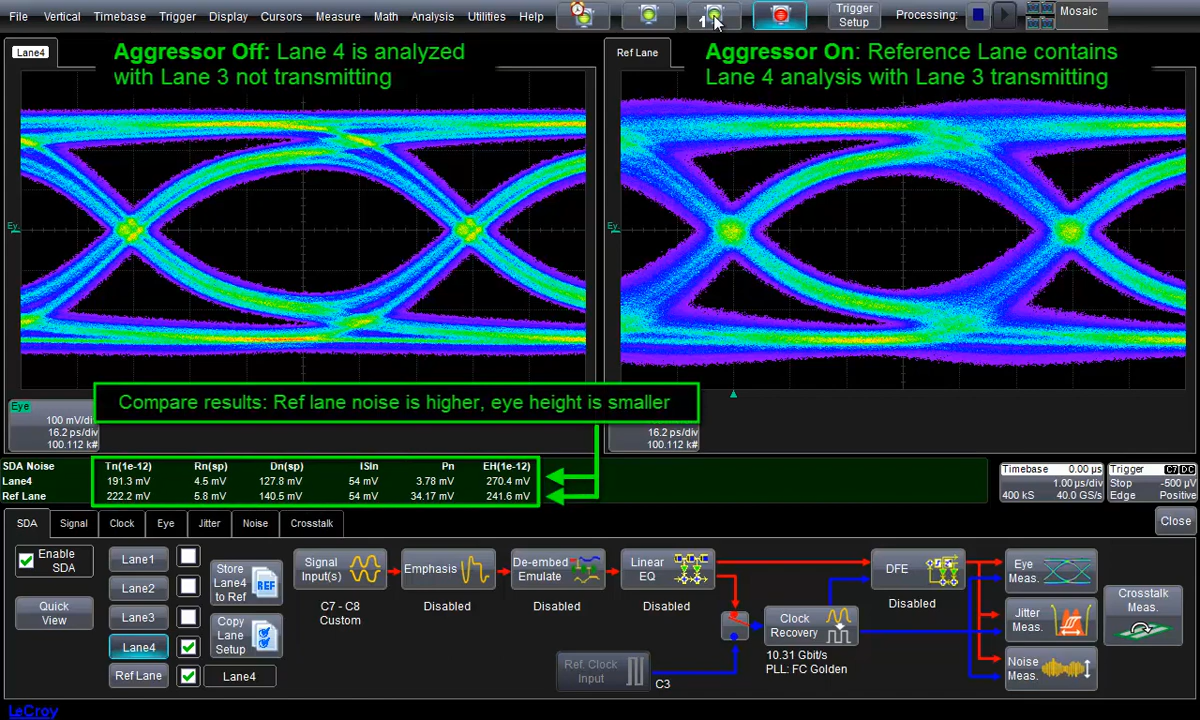 File Vertical Timebase Trigger Display Cursors Measure Math Analysis Utilities Help
1
Trigger
Setup
Processing:
Mosaic
Lane4
Aggressor Off: Lane 4 is analyzed
with Lane 3 not transmitting
Ref Lane
Aggressor On: Reference Lane contains
Lane 4 analysis with Lane 3 transmitting
Ey
Ey
Compare results: Ref lane noise is higher, eye height is smaller
Eye
100 mV/di
16.2 ps/div
100.112 k#
16.2 ps/div
100.444 k#
SDA Noise Tn(1e-12) Rn(sp) Dn(sp) ISIn Pn EH(1e-12)
Lane4 191.3 mV 4.5 mV 127.8 mV 54 mV 3.78 mV 270.4 mV
Ref Lane 222.2 mV 5.8 mV 140.5 mV 54 mV 34.17 mV 241.6 mV
Timebase 0.00 µs
1.00 µs/div
400 kS 40.0 GS/s
Trigger C7 DC
Stop -500 µV
Edge Positive
SDA Signal Clock Eye Jitter Noise Crosstalk
Close
Enable
SDA
Quick
View
Lane1
Lane2
Lane3
Lane4
Ref Lane
Store
Lane4
to Ref
REF
Copy
Lane
Setup
Lane4
Signal
Input(s)
C7 - C8
Custom
Emphasis
Disabled
De-embed
Emulate
Disabled
Linear
EQ
Disabled
Ref. Clock
Input
C3
Clock
Recovery
10.31 Gbit/s
PLL: FC Golden
DFE
Disabled
Eye
Meas.
Jitter
Meas.
Noise
Meas.
Crosstalk
Meas.
LeCroy